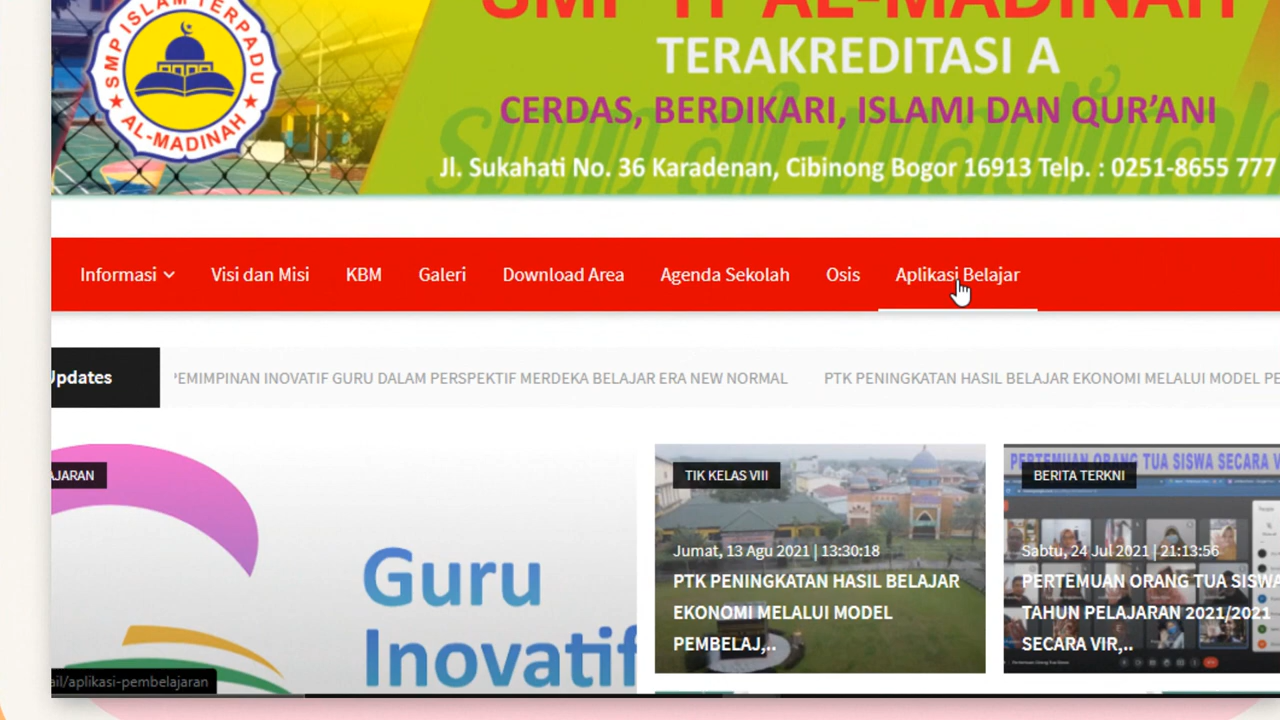 SMP IT AL-MADINAH
SMP ISLAM TERPADU
AL-MADINAH
TERAKREDITASI A
CERDAS, BERDIKARI, ISLAMI DAN QUR'ANI
Jl. Sukahati No. 36 Karadenan, Cibinong Bogor 16913 Telp. : 0251-8655 777
Informasi Visi dan Misi KBM Galeri Download Area Agenda Sekolah Osis Aplikasi Belajar
Updates EMIMPINAN INOVATIF GURU DALAM PERSPEKTIF MERDEKA BELAJAR ERA NEW NORMAL PTK PENINGKATAN HASIL BELAJAR EKONOMI MELALUI MODEL PE
AJARAN
Guru
Inovatif
ail/aplikasi-pembelajaran
TIK KELAS VIII
Jumat, 13 Agu 2021 | 13:30:18
PTK PENINGKATAN HASIL BELAJAR
EKONOMI MELALUI MODEL
PEMBELAJ,..
PERTEMUAN ORANG TUA SISWA SECARA V
BERITA TERKNI
Sabtu, 24 Jul 2021 | 21:13:56
PERTEMUAN ORANG TUA SISWA
TAHUN PELAJARAN 2021/2021
SECARA VIR,..